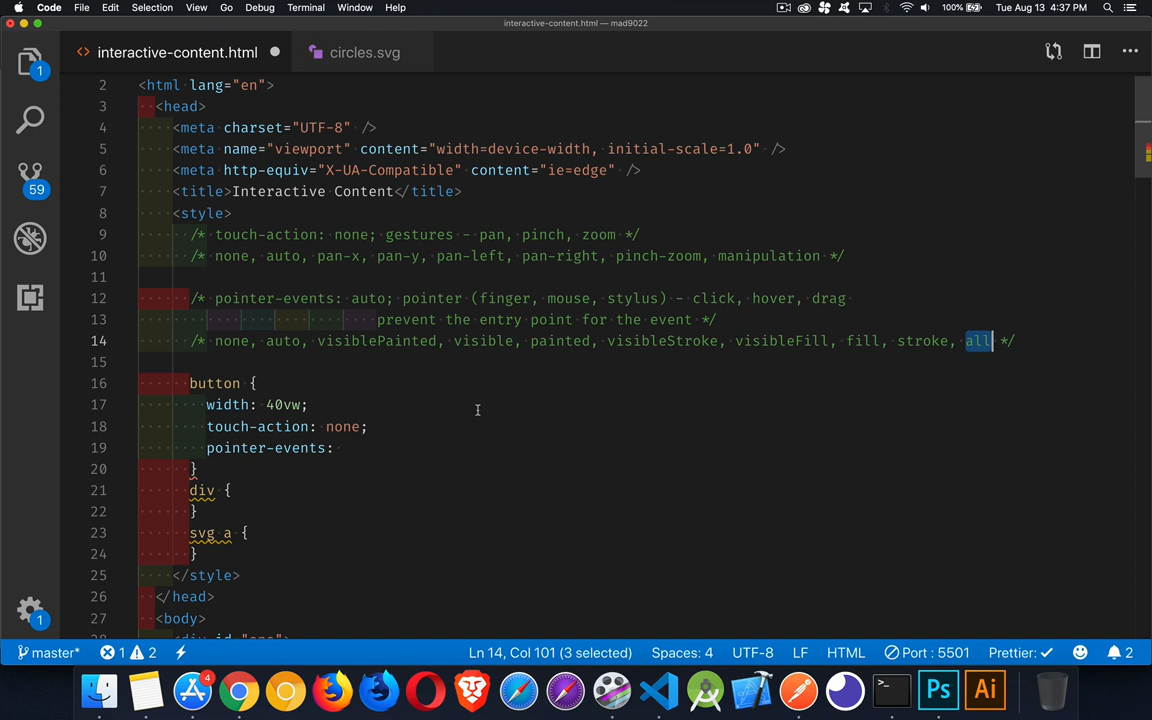 Code File Edit Selection View Go Debug Terminal Window Help 100% Tue Aug 13 4:37 PM
interactive-content.html — mad9022
<> interactive-content.html circles.svg
1
59
1
2 <html lang="en">
3 <head>
4 <meta charset="UTF-8" />
5 <meta name="viewport" content="width=device-width, initial-scale=1.0" />
6 <meta http-equiv="X-UA-Compatible" content="ie=edge" />
7 <title>Interactive Content</title>
8 <style>
9 /* touch-action: none; gestures - pan, pinch, zoom */
10 /* none, auto, pan-x, pan-y, pan-left, pan-right, pinch-zoom, manipulation */
11
12 /* pointer-events: auto; pointer (finger, mouse, stylus) - click, hover, drag
13 prevent the entry point for the event */
14 /* none, auto, visiblePainted, visible, painted, visibleStroke, visibleFill, fill, stroke, all */
15
16 button {
17 width: 40vw;
18 touch-action: none;
19 pointer-events:
20 }
21 div {
22 }
23 svg a {
24 }
25 </style>
26 </head>
27 <body>
28 <div id="one">
master* 1 2 Ln 14, Col 101 (3 selected) Spaces: 4 UTF-8 LF HTML Port : 5501 Prettier: 2
4
>_ Ps Ai